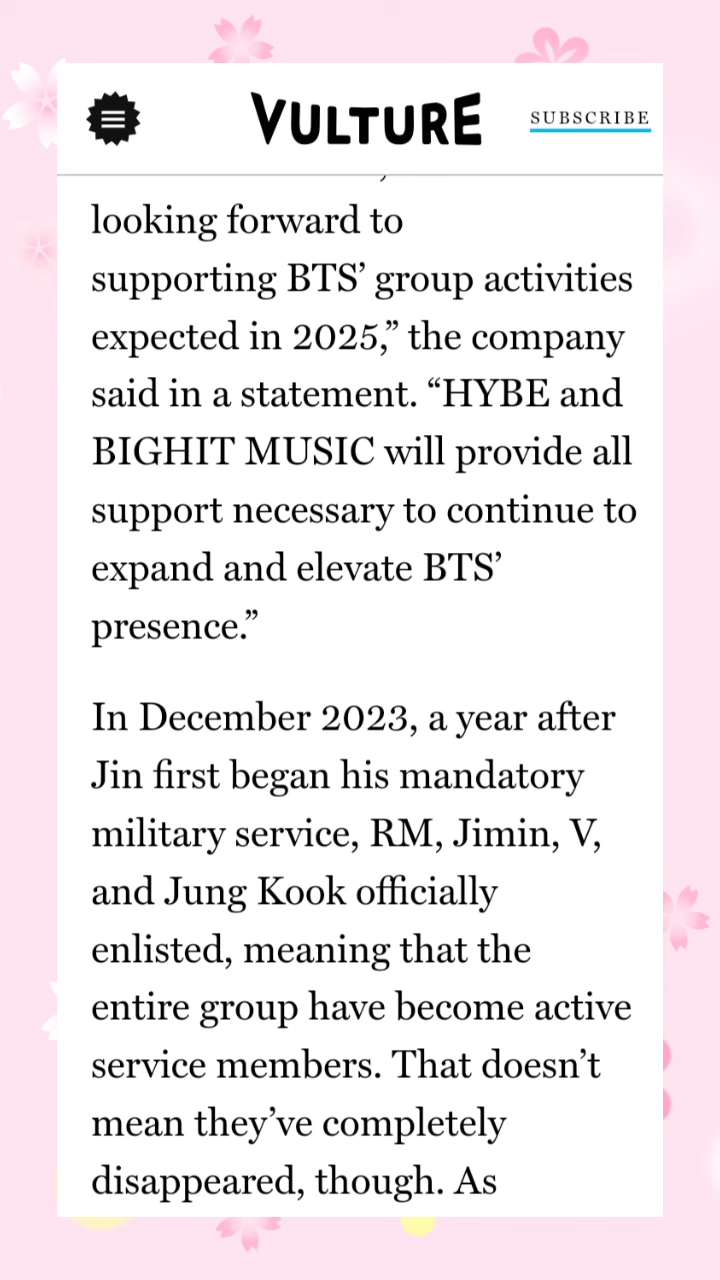 VULTURE
SUBSCRIBE
looking forward to
supporting BTS’ group activities
expected in 2025,” the company
said in a statement. “HYBE and
BIGHIT MUSIC will provide all
support necessary to continue to
expand and elevate BTS’
presence.”
In December 2023, a year after
Jin first began his mandatory
military service, RM, Jimin, V,
and Jung Kook officially
enlisted, meaning that the
entire group have become active
service members. That doesn’t
mean they’ve completely
disappeared, though. As